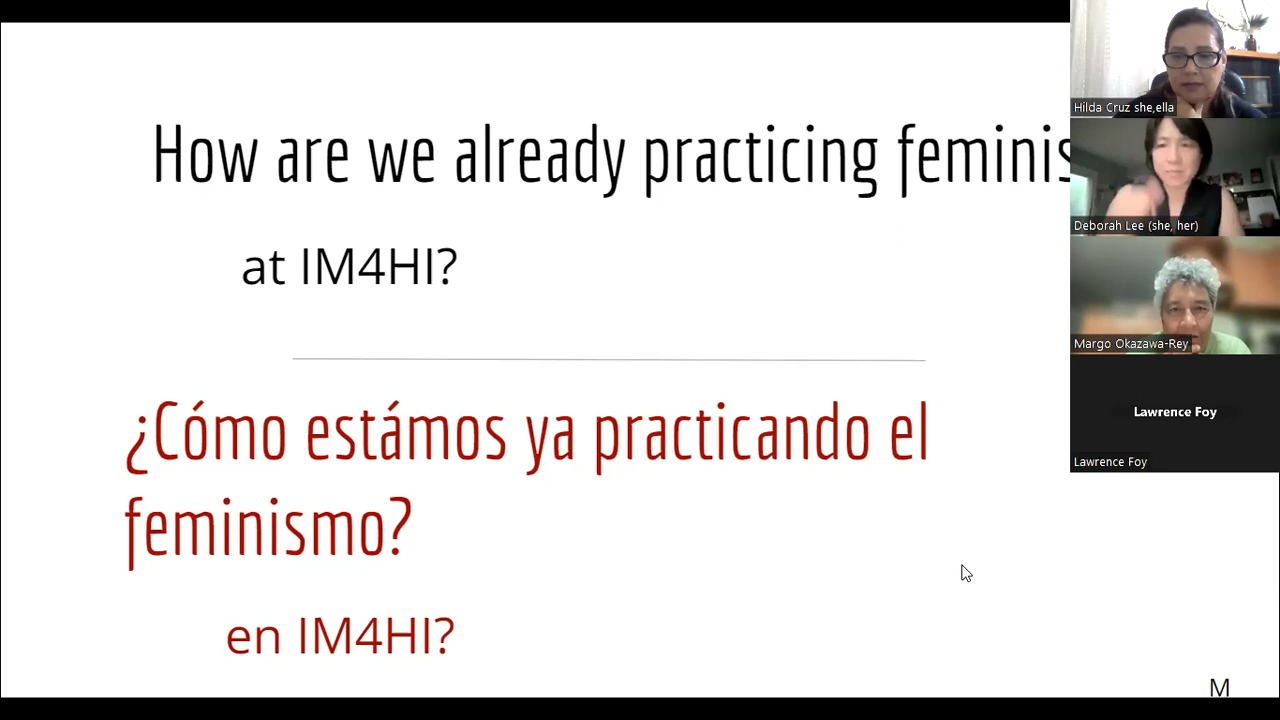 How are we already practicing feminis
at IM4HI?
¿Cómo estámos ya practicando el
feminismo?
en IM4HI?
M
Hilda Cruz she,ella
Deborah Lee (she, her)
Margo Okazawa-Rey
Lawrence Foy
Lawrence Foy